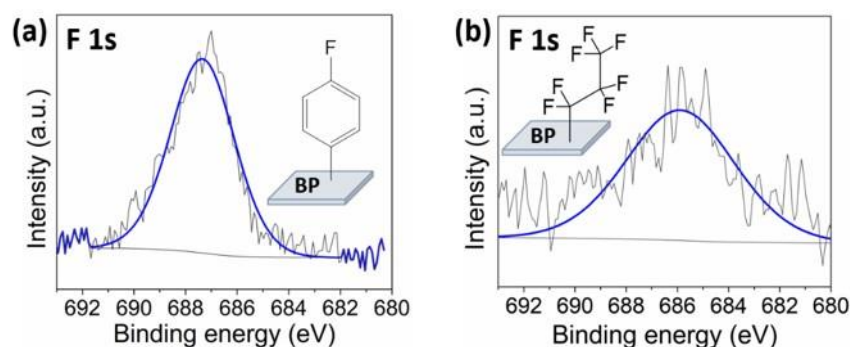 (a) F 1s
F
BP
Intensity (a.u.)
692 690 688 686 684 682 680
Binding energy (eV)
(b) F 1s
F
F F
F F
F F
BP
Intensity (a.u.)
692 690 688 686 684 682 680
Binding energy (eV)